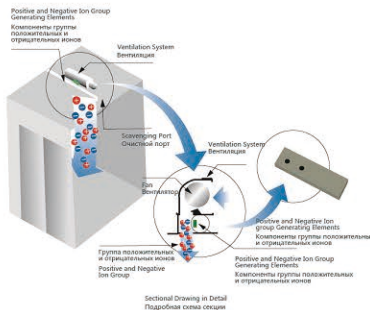 Positive and Negative Ion Group
Generating Elements
Компоненты группы
положительных и
отрицательных ионов
Ventilation System
Вентиляция
Scavenging Port
Очистной порт
Ventilation System
Вентиляция
Fan
Вентилятор
Positive and Negative Ion
group Generating Elements
Компоненты группы положительных
и отрицательных ионов
Группа положительных
и отрицательных ионов
Positive and Negative
Ion Group
Positive and Negative Ion
Group Generating Elements
Компоненты группы положительных
и отрицательных ионов
Sectional Drawing in Detail
Подробная схема секции